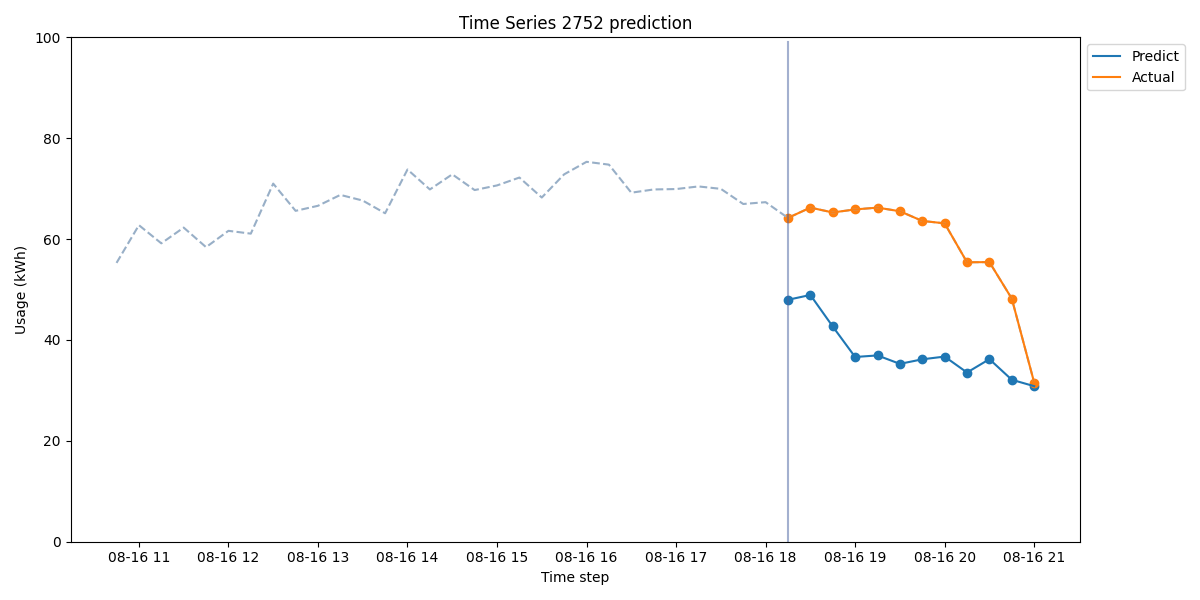 Time Series 2752 prediction
100
80
60
40
20
0
Usage (kWh)
08-16 11 08-16 12 08-16 13 08-16 14 08-16 15 08-16 16 08-16 17 08-16 18 08-16 19 08-16 20 08-16 21
Time step
Predict
Actual